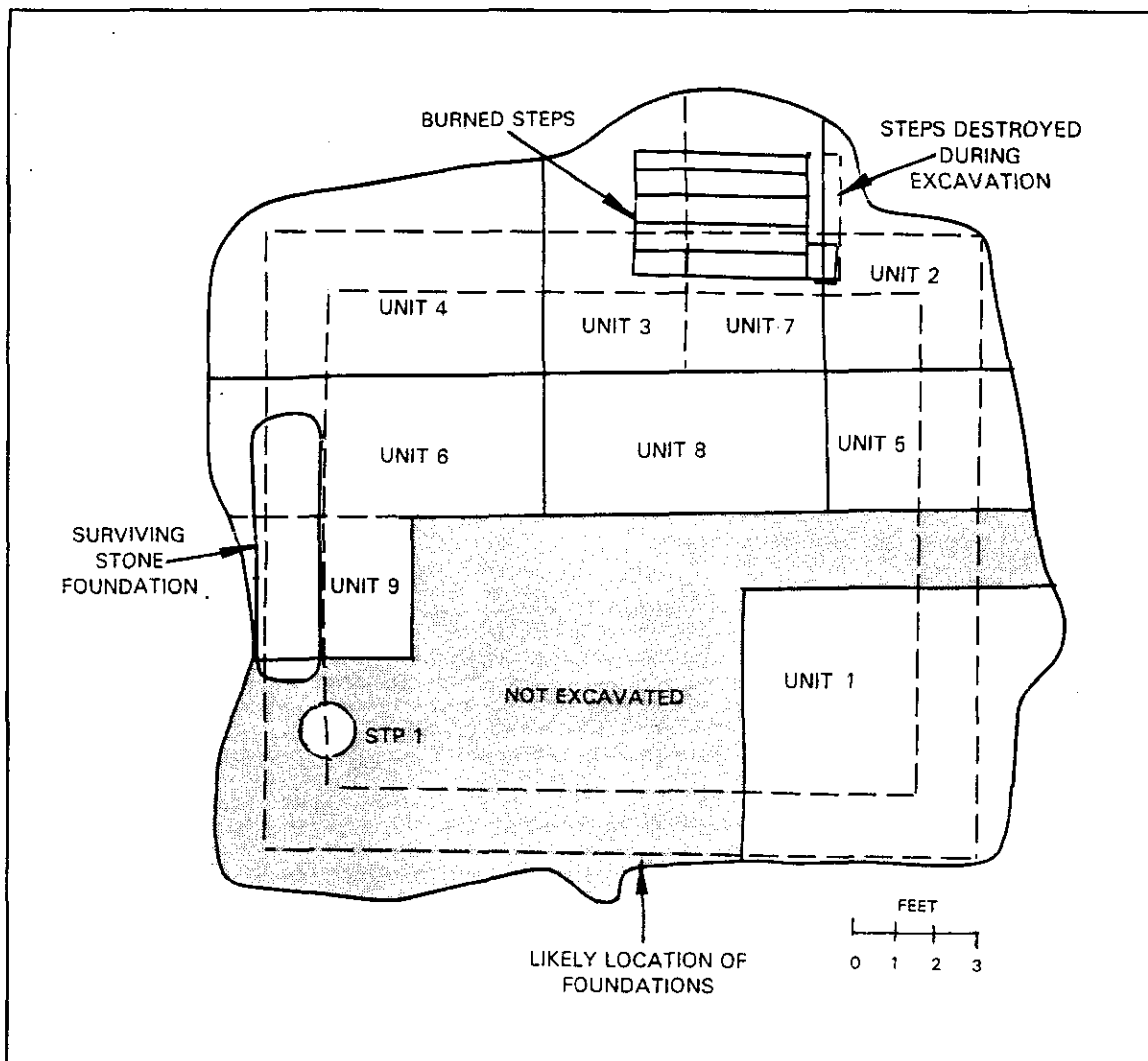 BURNED STEPS
STEPS DESTROYED
DURING
EXCAVATION
UNIT 2
UNIT 4
UNIT 3
UNIT 7
UNIT 6
UNIT 8
UNIT 5
SURVIVING
STONE
FOUNDATION
UNIT 9
UNIT 1
NOT EXCAVATED
STP 1
FEET
0 1 2 3
LIKELY LOCATION OF
FOUNDATIONS